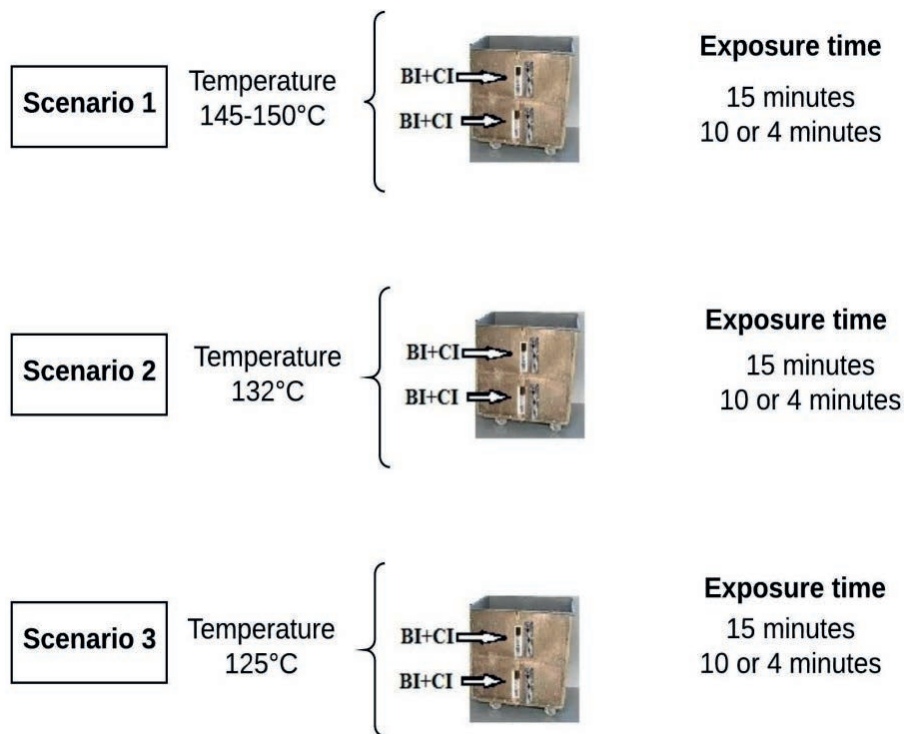 Scenario 1
Temperature
145-150°C
BI+CI
BI+CI
Exposure time
15 minutes
10 or 4 minutes
Scenario 2
Temperature
132°C
BI+CI
BI+CI
Exposure time
15 minutes
10 or 4 minutes
Scenario 3
Temperature
125°C
BI+CI
BI+CI
Exposure time
15 minutes
10 or 4 minutes